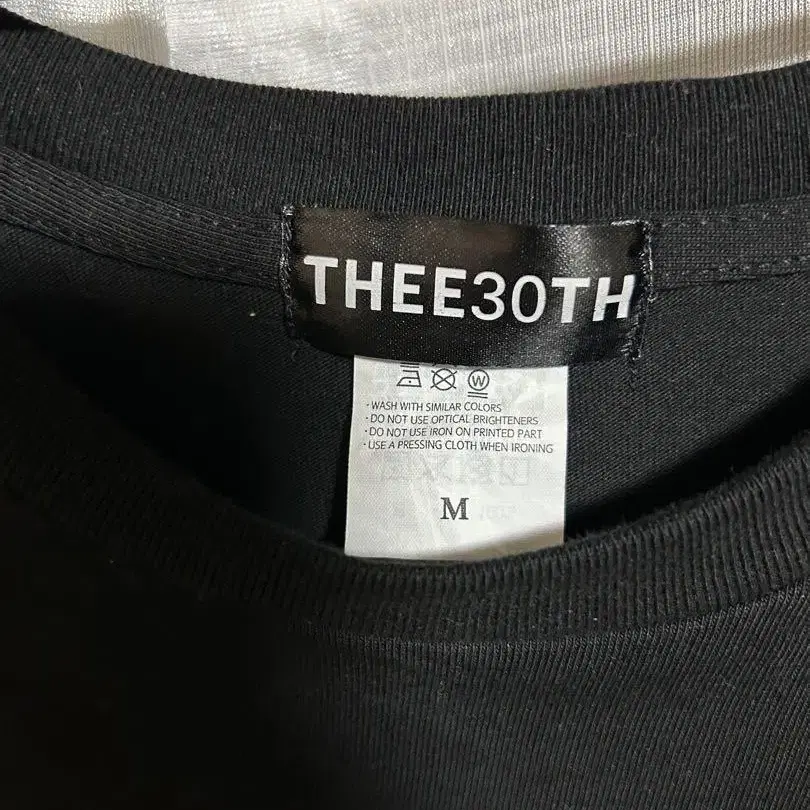 THEE30TH
W
· WASH WITH SIMILAR COLORS
· DO NOT USE OPTICAL BRIGHTENERS
· DO NOT USE IRON ON PRINTED PART
· USE A PRESSING CLOTH WHEN IRONING
M